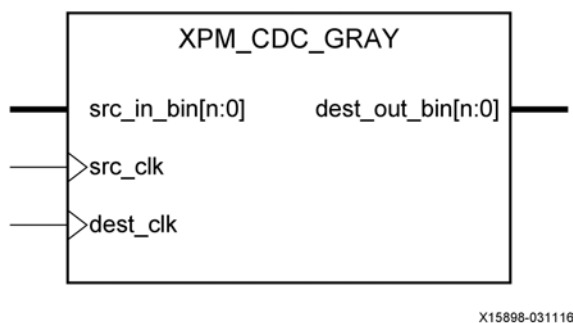 XPM_CDC_GRAY
src_in_bin[n:0] dest_out_bin[n:0]
src_clk
dest_clk
X15898-031116